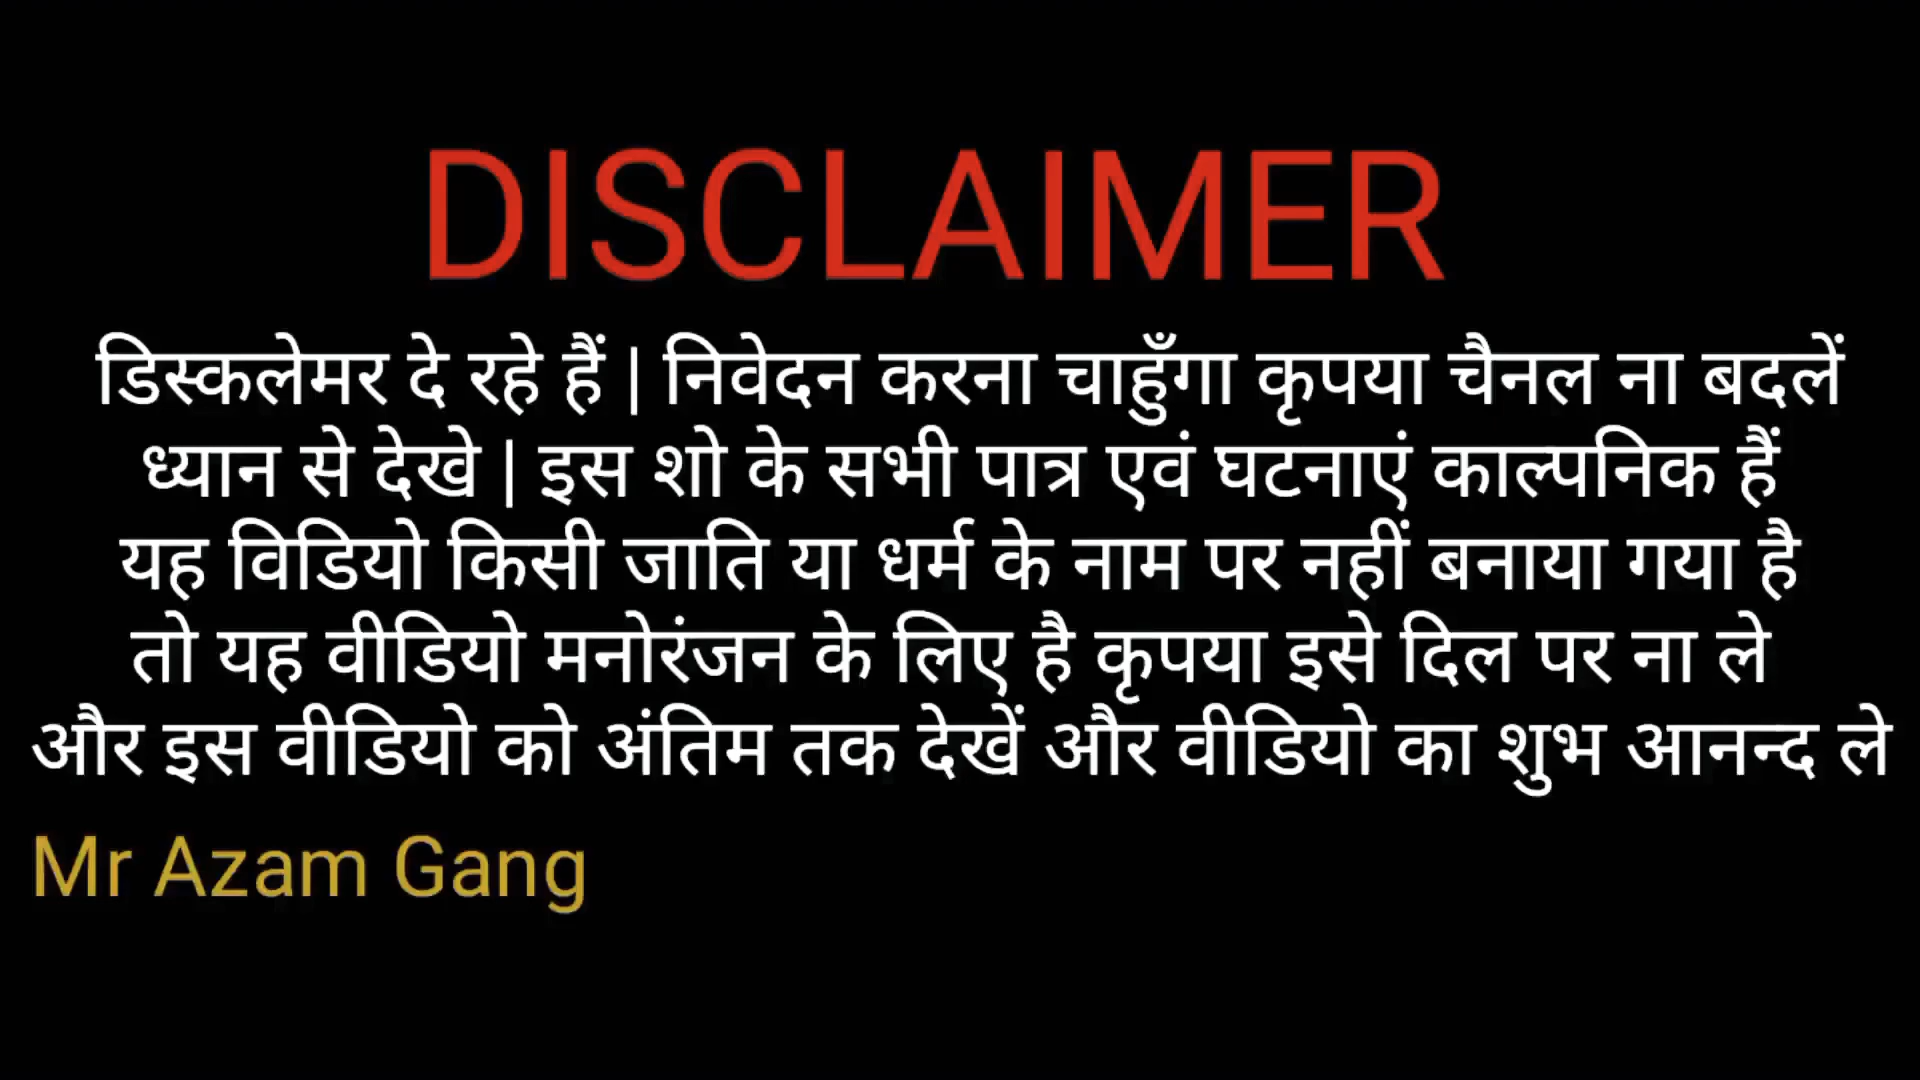 DISCLAIMER
डिस्कलेमर दे रहे हैं | निवेदन करना चाहुँगा कृपया चैनल ना बदलें
ध्यान से देखे | इस शो के सभी पात्र एवं घटनाएं काल्पनिक हैं
यह विडियो किसी जाति या धर्म के नाम पर नहीं बनाया गया है
तो यह वीडियो मनोरंजन के लिए है कृपया इसे दिल पर ना ले
और इस वीडियो को अंतिम तक देखें और वीडियो का शुभ आनन्द ले
Mr Azam Gang